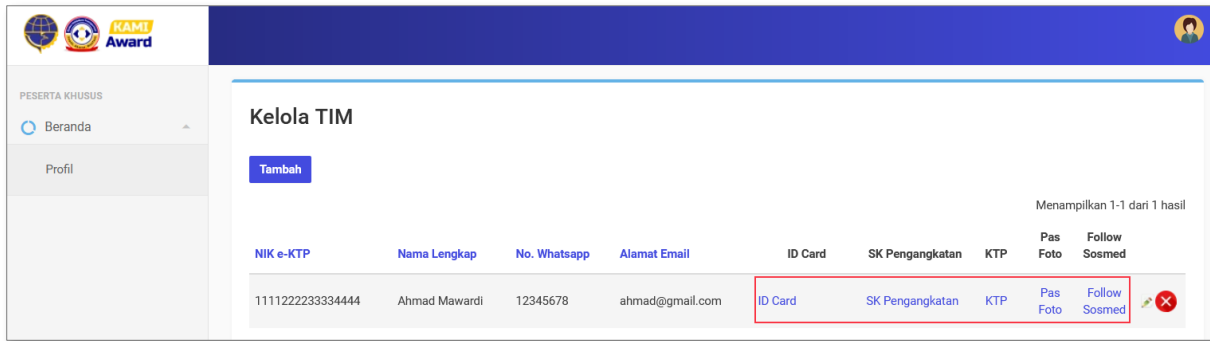 KAMI
Award
PESERTA KHUSUS
Beranda
Profil
Kelola TIM
Tambah
Menampilkan 1-1 dari 1 hasil
NIK e-KTP Nama Lengkap No. Whatsapp Alamat Email ID Card SK Pengangkatan KTP Pas Foto Follow Sosmed
1111222233334444 Ahmad Mawardi 12345678 ahmad@gmail.com ID Card SK Pengangkatan KTP Pas Foto Follow Sosmed